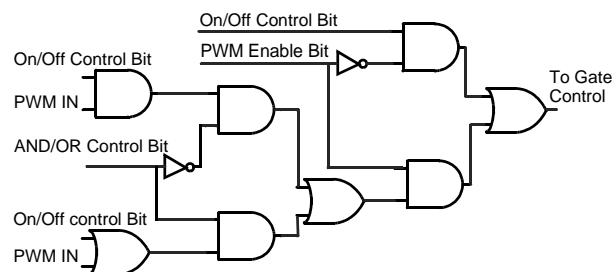 On/Off Control Bit
PWM Enable Bit
On/Off Control Bit
PWM IN
To Gate
Control
AND/OR Control Bit
On/Off control Bit
PWM IN